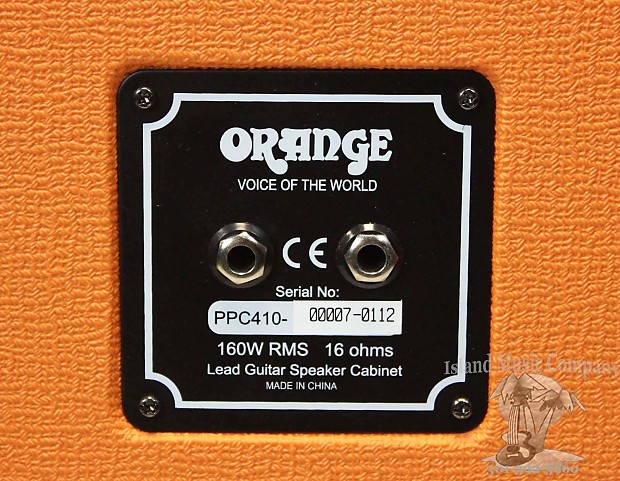 ORANGE
VOICE OF THE WORLD
CE
Serial No:
PPC410- 00007-0112
160W RMS 16 ohms
Lead Guitar Speaker Cabinet
MADE IN CHINA
Island Music Company